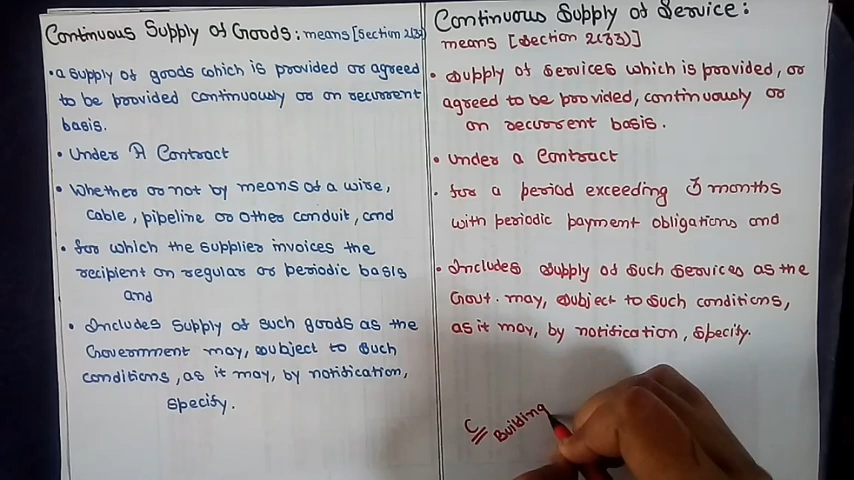 Continuous Supply of Goods: means [Section 2(32)
• a supply of goods which is provided or agreed
to be provided continuously or on recurrent
basis.
• Under A Contract
• Whether or not by means of a wire,
cable, pipeline or other conduit, and
• for which the supplier invoices the
recipient on regular or periodic basis
and
• Includes supply of such goods as the
Government may, subject to such
conditions, as it may, by notification,
specify.
Continuous Supply of Service:
means [Section 2(33)]
• Supply of services which is provided, or
agreed to be provided, continuously or
on recurrent basis.
• Under a Contract
• for a period exceeding 3 months
with periodic payment obligations and
• Includes supply of such services as the
Govt. may, subject to such conditions,
as it may, by notification, specify.
C Building